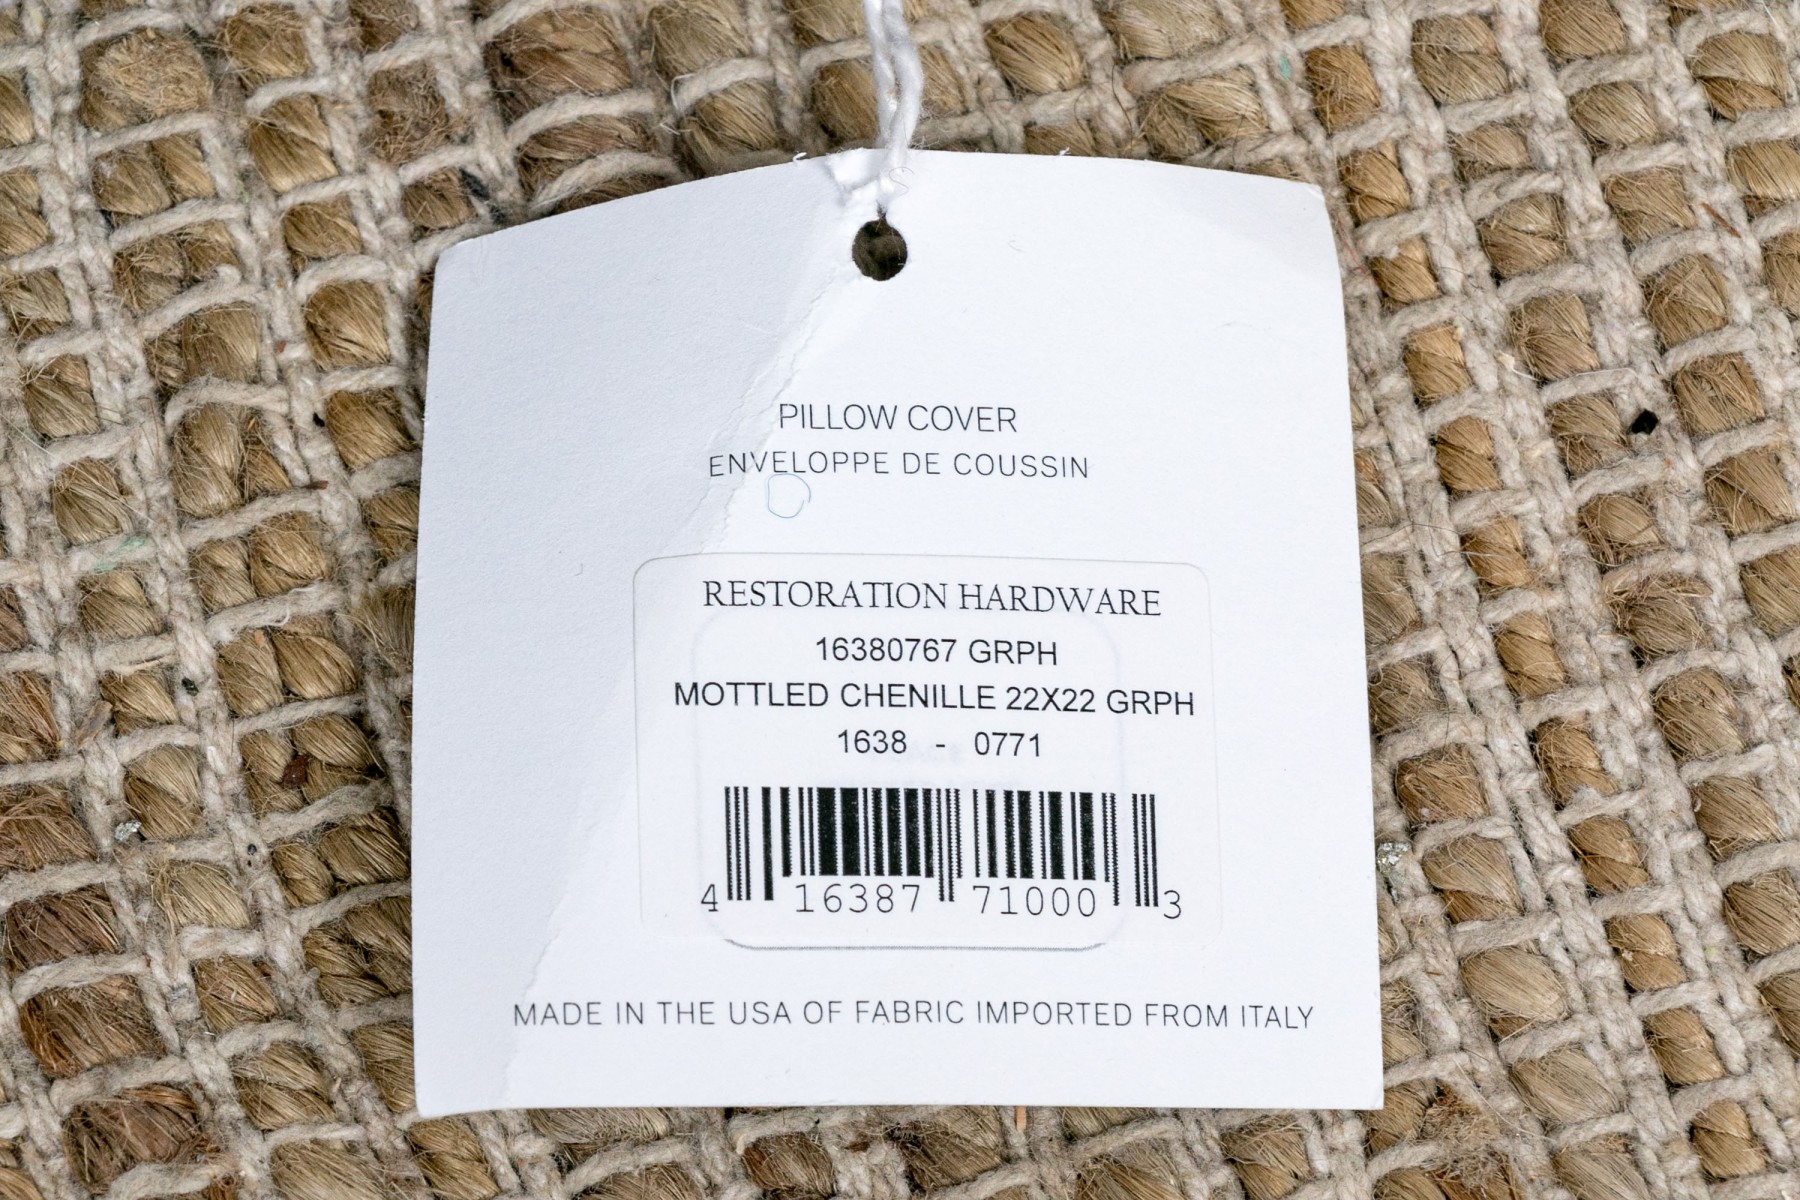 PILLOW COVER
ENVELOPPE DE COUSSIN
RESTORATION HARDWARE
16380767 GRPH
MOTTLED CHENILLE 22X22 GRPH
1638 - 0771
4 16387 71000 3
MADE IN THE USA OF FABRIC IMPORTED FROM ITALY